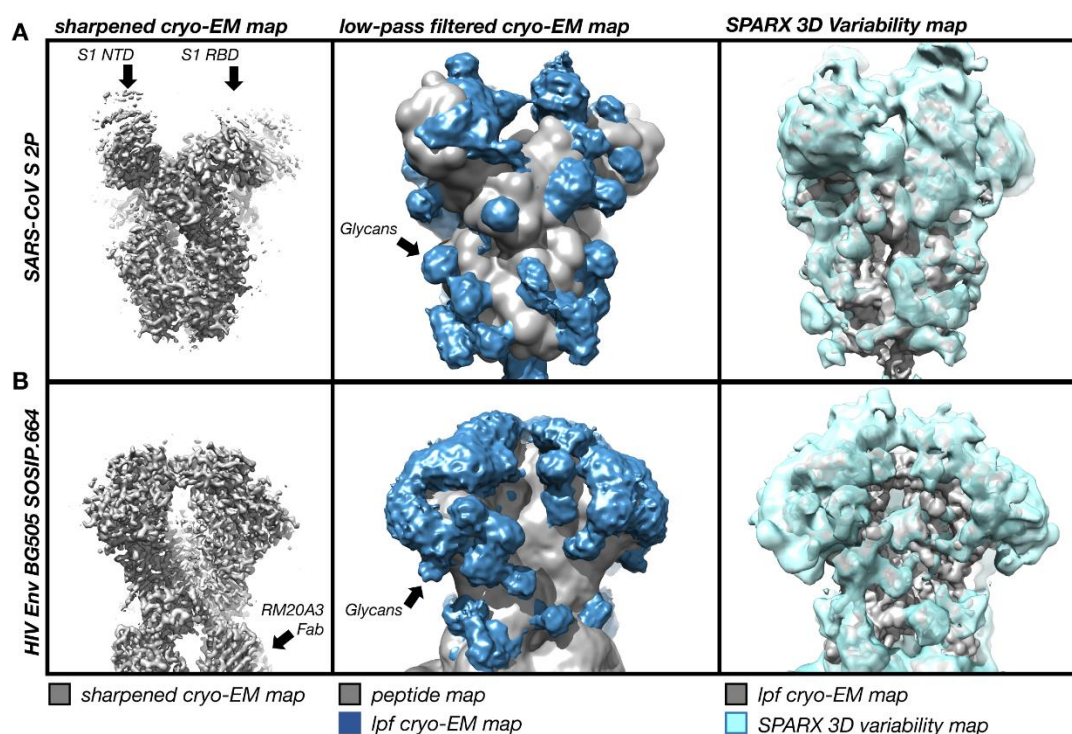 sharpened cryo-EM map
low-pass filtered cryo-EM map
SPARX 3D Variability map
A
S1 NTD
S1 RBD
SARS-CoV S 2P
Glycans
B
HIV Env BG505 SOSIP.664
RM20A3
Fab
Glycans
sharpened cryo-EM map
peptide map
lpf cryo-EM map
lpf cryo-EM map
SPARX 3D variability map